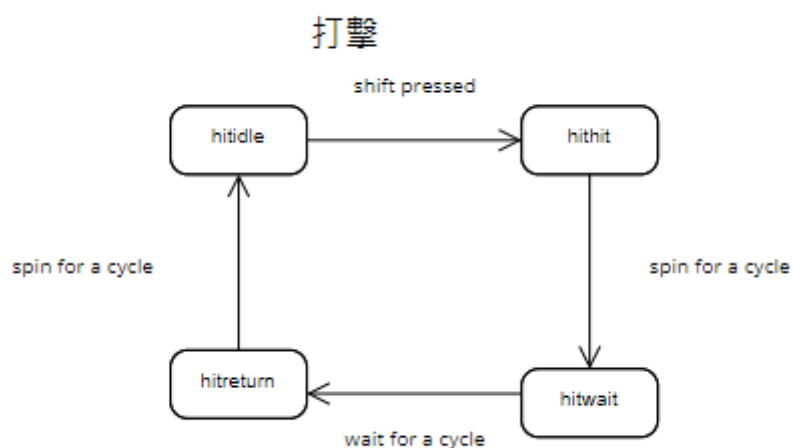 打擊
shift pressed
hitidle
hithit
spin for a cycle
spin for a cycle
hitreturn
hitwait
wait for a cycle